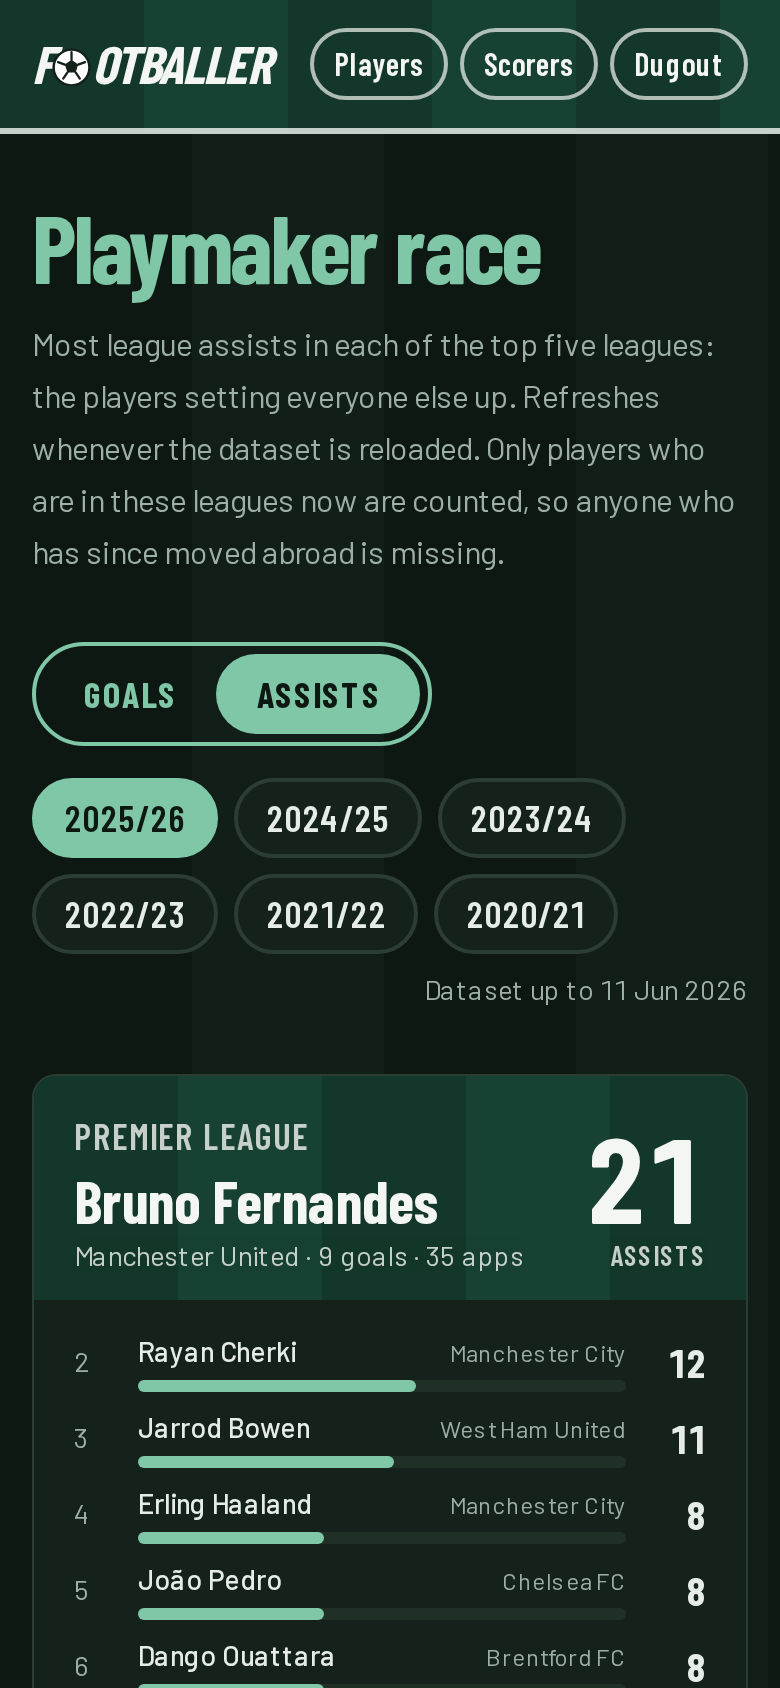 FOOTBALLER Players Scorers Dugout
Playmaker race
Most league assists in each of the top five leagues:
the players setting everyone else up. Refreshes
whenever the dataset is reloaded. Only players who
are in these leagues now are counted, so anyone who
has since moved abroad is missing.
GOALS ASSISTS
2025/26 2024/25 2023/24
2022/23 2021/22 2020/21
Dataset up to 11 Jun 2026
PREMIER LEAGUE
Bruno Fernandes
Manchester United · 9 goals · 35 apps
21
ASSISTS
2 Rayan Cherki Manchester City 12
3 Jarrod Bowen West Ham United 11
4 Erling Haaland Manchester City 8
5 João Pedro Chelsea FC 8
6 Dango Ouattara Brentford FC 8